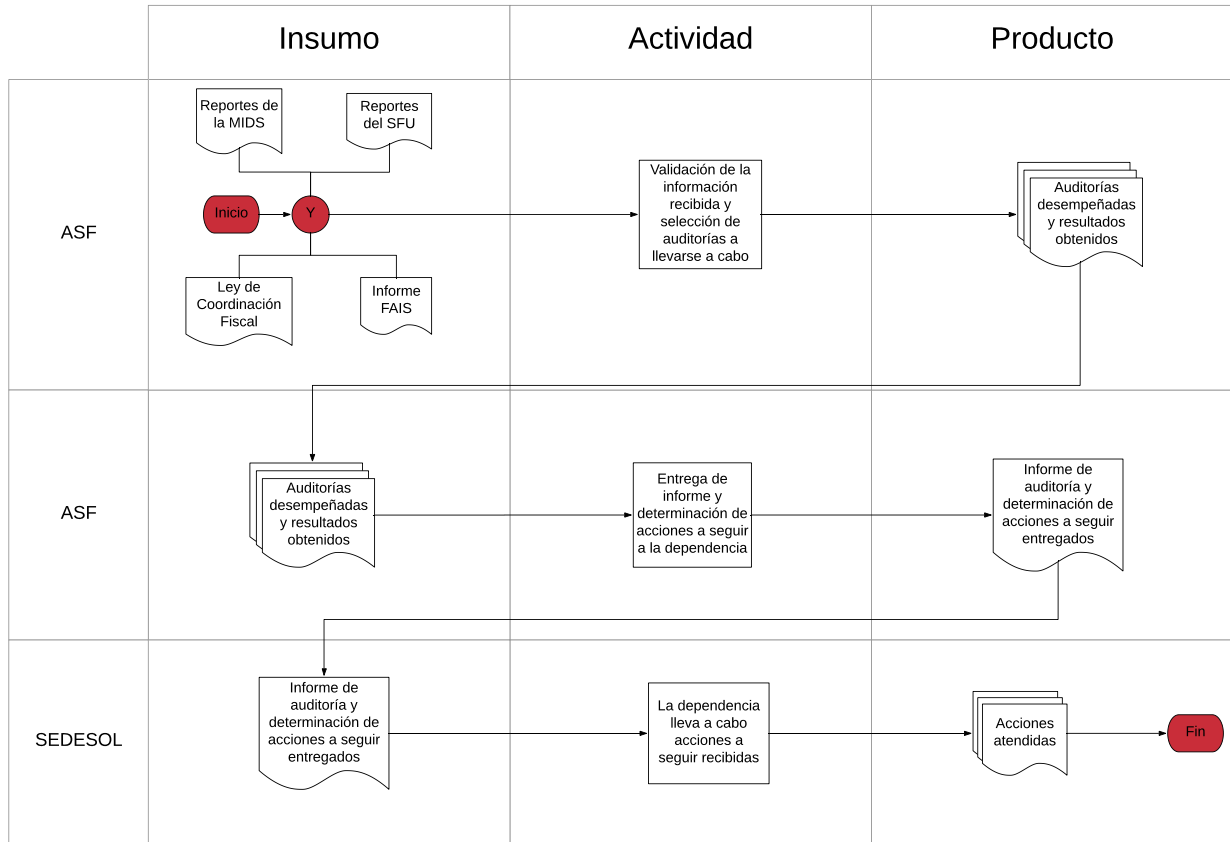 Insumo
Actividad
Producto
ASF
Reportes de
la MIDS
Reportes
del SFU
Inicio
Y
Ley de
Coordinación
Fiscal
Informe
FAIS
Validación de la
información
recibida y
selección de
auditorías a
llevarse a cabo
Auditorías
desempeñadas
y resultados
obtenidos
ASF
Auditorías
desempeñadas
y resultados
obtenidos
Entrega de
informe y
determinación de
acciones a seguir
a la dependencia
Informe de
auditoría y
determinación de
acciones a seguir
entregados
SEDESOL
Informe de
auditoría y
determinación de
acciones a seguir
entregados
La dependencia
lleva a cabo
acciones a
seguir recibidas
Acciones
atendidas
Fin